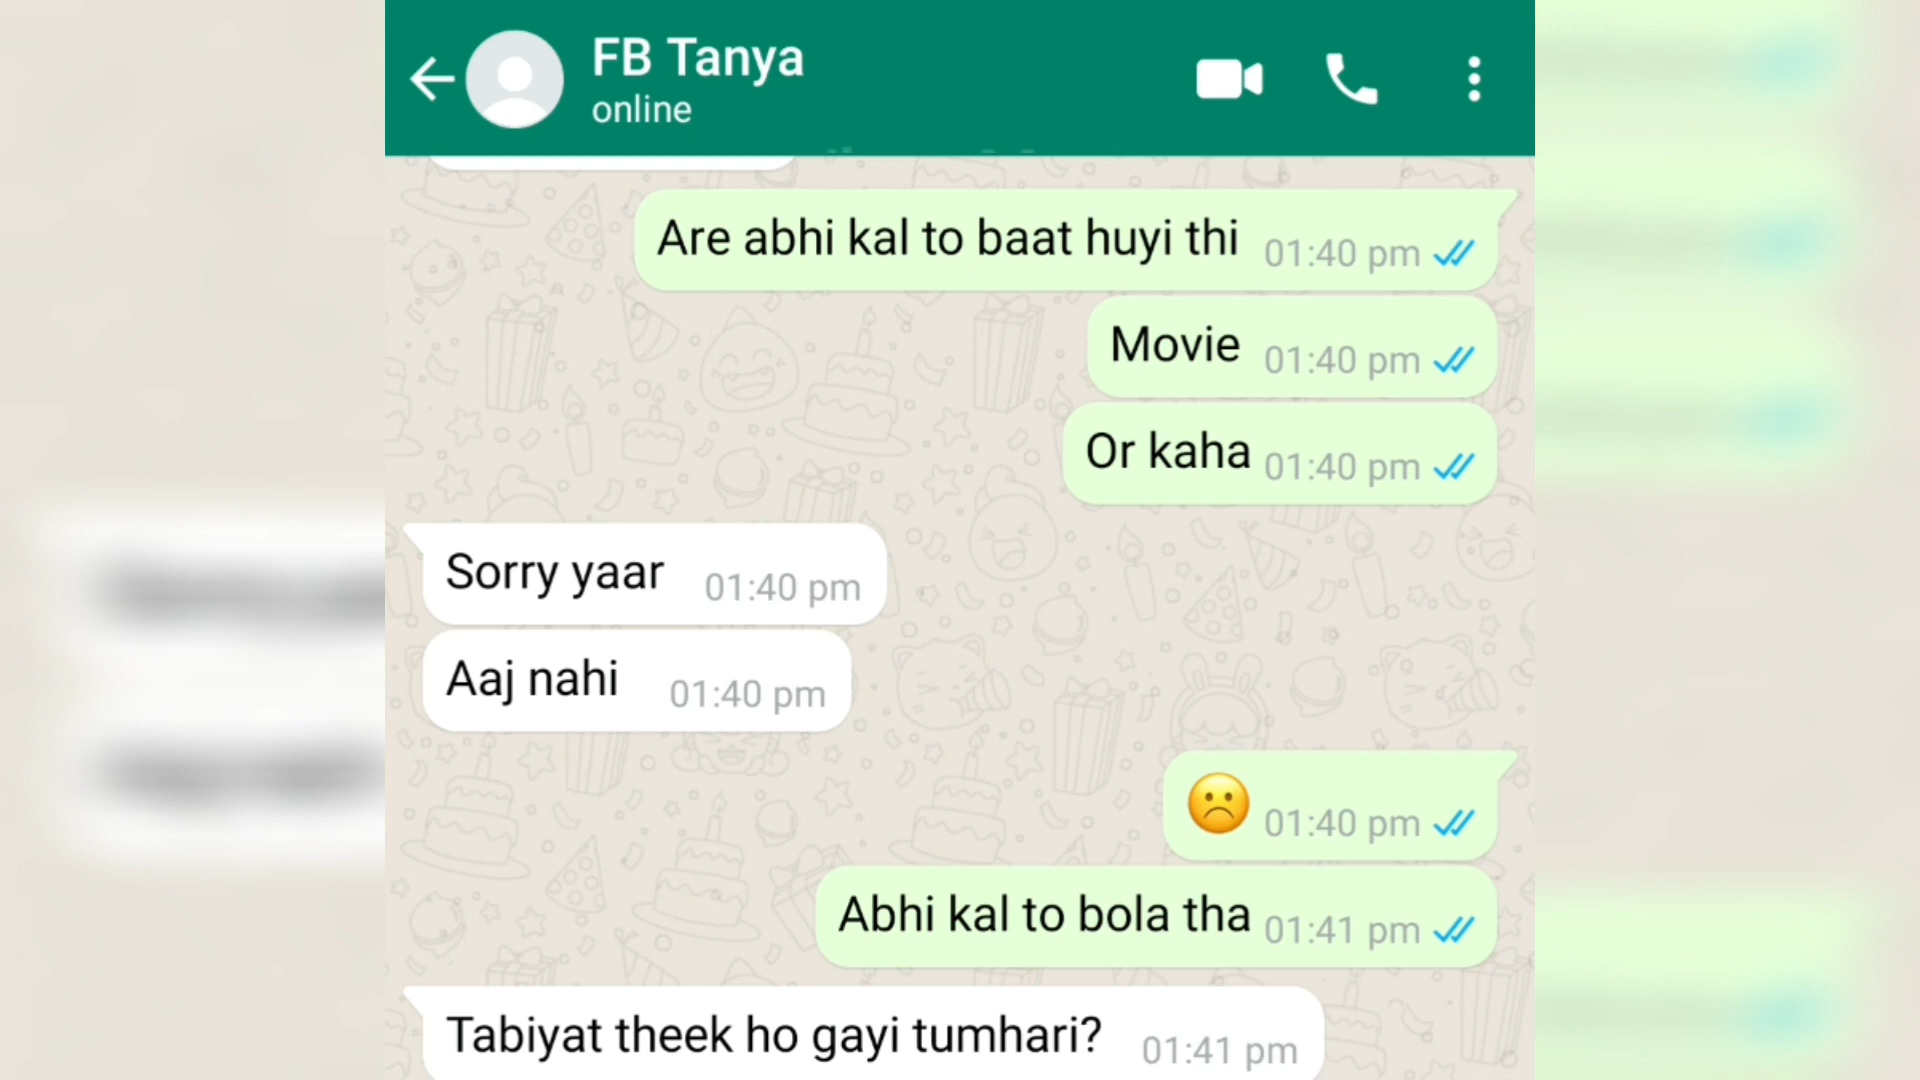 FB Tanya
online
Are abhi kal to baat huyi thi 01:40 pm
Movie 01:40 pm
Or kaha 01:40 pm
Sorry yaar 01:40 pm
Aaj nahi 01:40 pm
☹️ 01:40 pm
Abhi kal to bola tha 01:41 pm
Tabiyat theek ho gayi tumhari? 01:41 pm